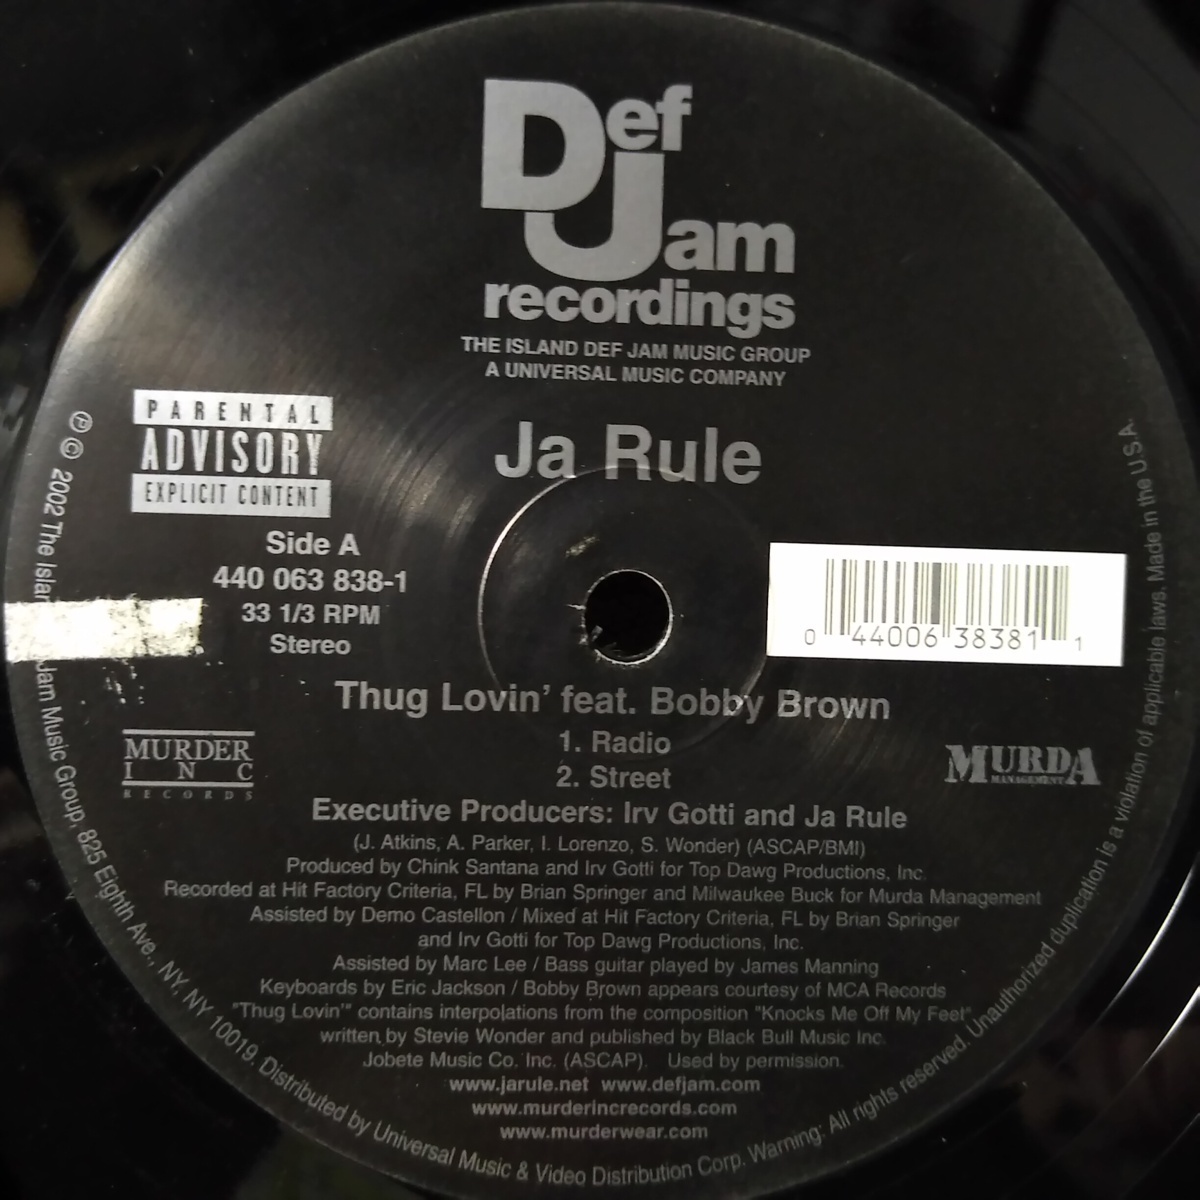 Def Jam
recordings
THE ISLAND DEF JAM MUSIC GROUP
A UNIVERSAL MUSIC COMPANY
PARENTAL
ADVISORY
EXPLICIT CONTENT
Ja Rule
Side A
440 063 838-1
33 1/3 RPM
Stereo
0 44006 38381 1
Thug Lovin' feat. Bobby Brown
1. Radio
2. Street
MURDER
INC
RECORDS
MURDA
MANAGEMENT
Executive Producers: Irv Gotti and Ja Rule
(J. Atkins, A. Parker, I. Lorenzo, S. Wonder) (ASCAP/BMI)
Produced by Chink Santana and Irv Gotti for Top Dawg Productions, Inc.
Recorded at Hit Factory Criteria, FL by Brian Springer and Milwaukee Buck for Murda Management
Assisted by Demo Castellon / Mixed at Hit Factory Criteria, FL by Brian Springer
and Irv Gotti for Top Dawg Productions, Inc.
Assisted by Marc Lee / Bass guitar played by James Manning
Keyboards by Eric Jackson / Bobby Brown appears courtesy of MCA Records
"Thug Lovin'" contains interpolations from the composition "Knocks Me Off My Feet"
written by Stevie Wonder and published by Black Bull Music Inc.
Jobete Music Co. Inc. (ASCAP). Used by permission.
www.jarule.net www.defjam.com
www.murderincrecords.com
www.murderwear.com
℗ © 2002 The Jam Music Group, 825 Eighth Ave., NY, NY 10019. Distributed by Universal Music & Video Distribution Corp. Warning: All rights reserved. Unauthorized duplication is a violation of applicable laws. Made in the U.S.A.